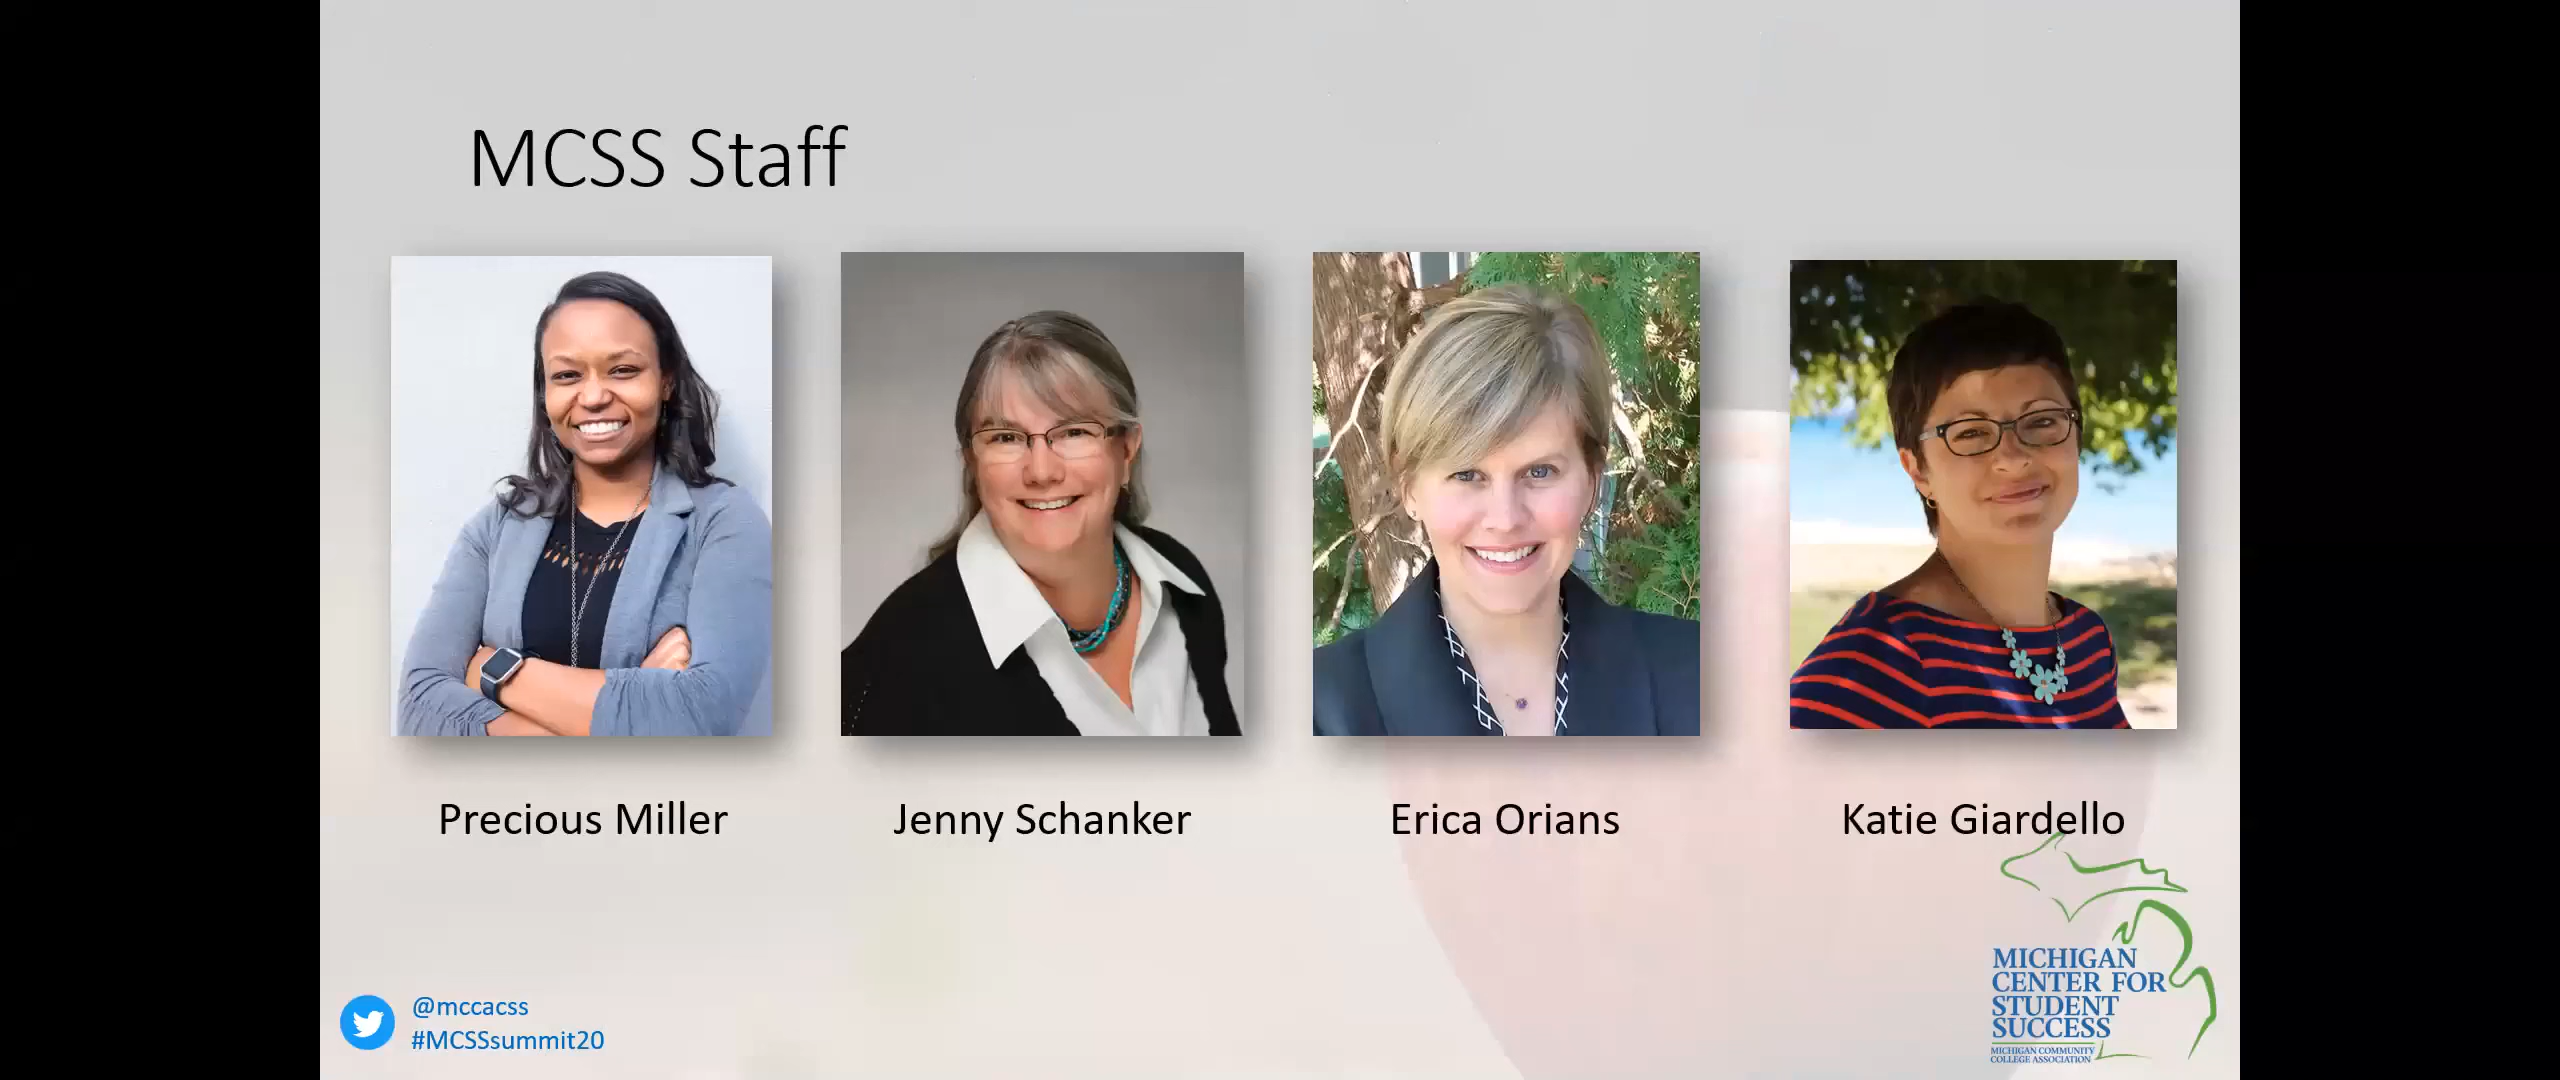 MCSS Staff
Precious Miller
Jenny Schanker
Erica Orians
Katie Giardello
@mccacss
#MCSSsummit20
MICHIGAN
CENTER FOR
STUDENT
SUCCESS
MICHIGAN COMMUNITY
COLLEGE ASSOCIATION